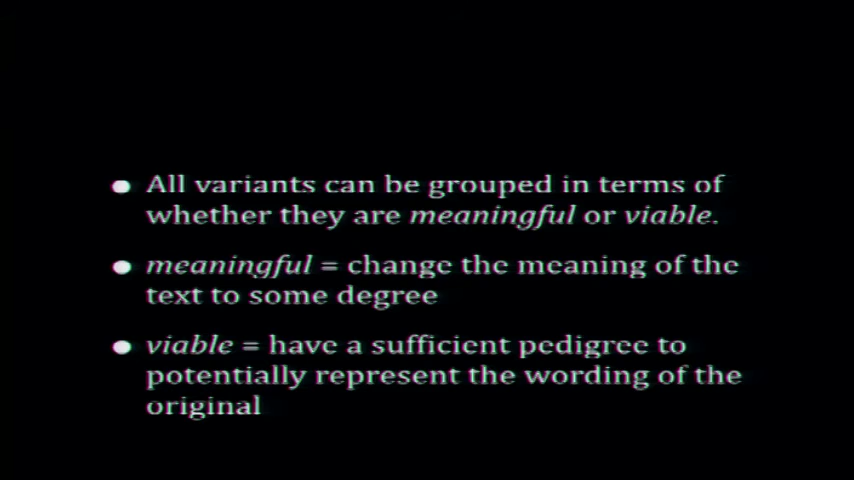 ● All variants can be grouped in terms of
whether they are meaningful or viable.
● meaningful = change the meaning of the
text to some degree
● viable = have a sufficient pedigree to
potentially represent the wording of the
original